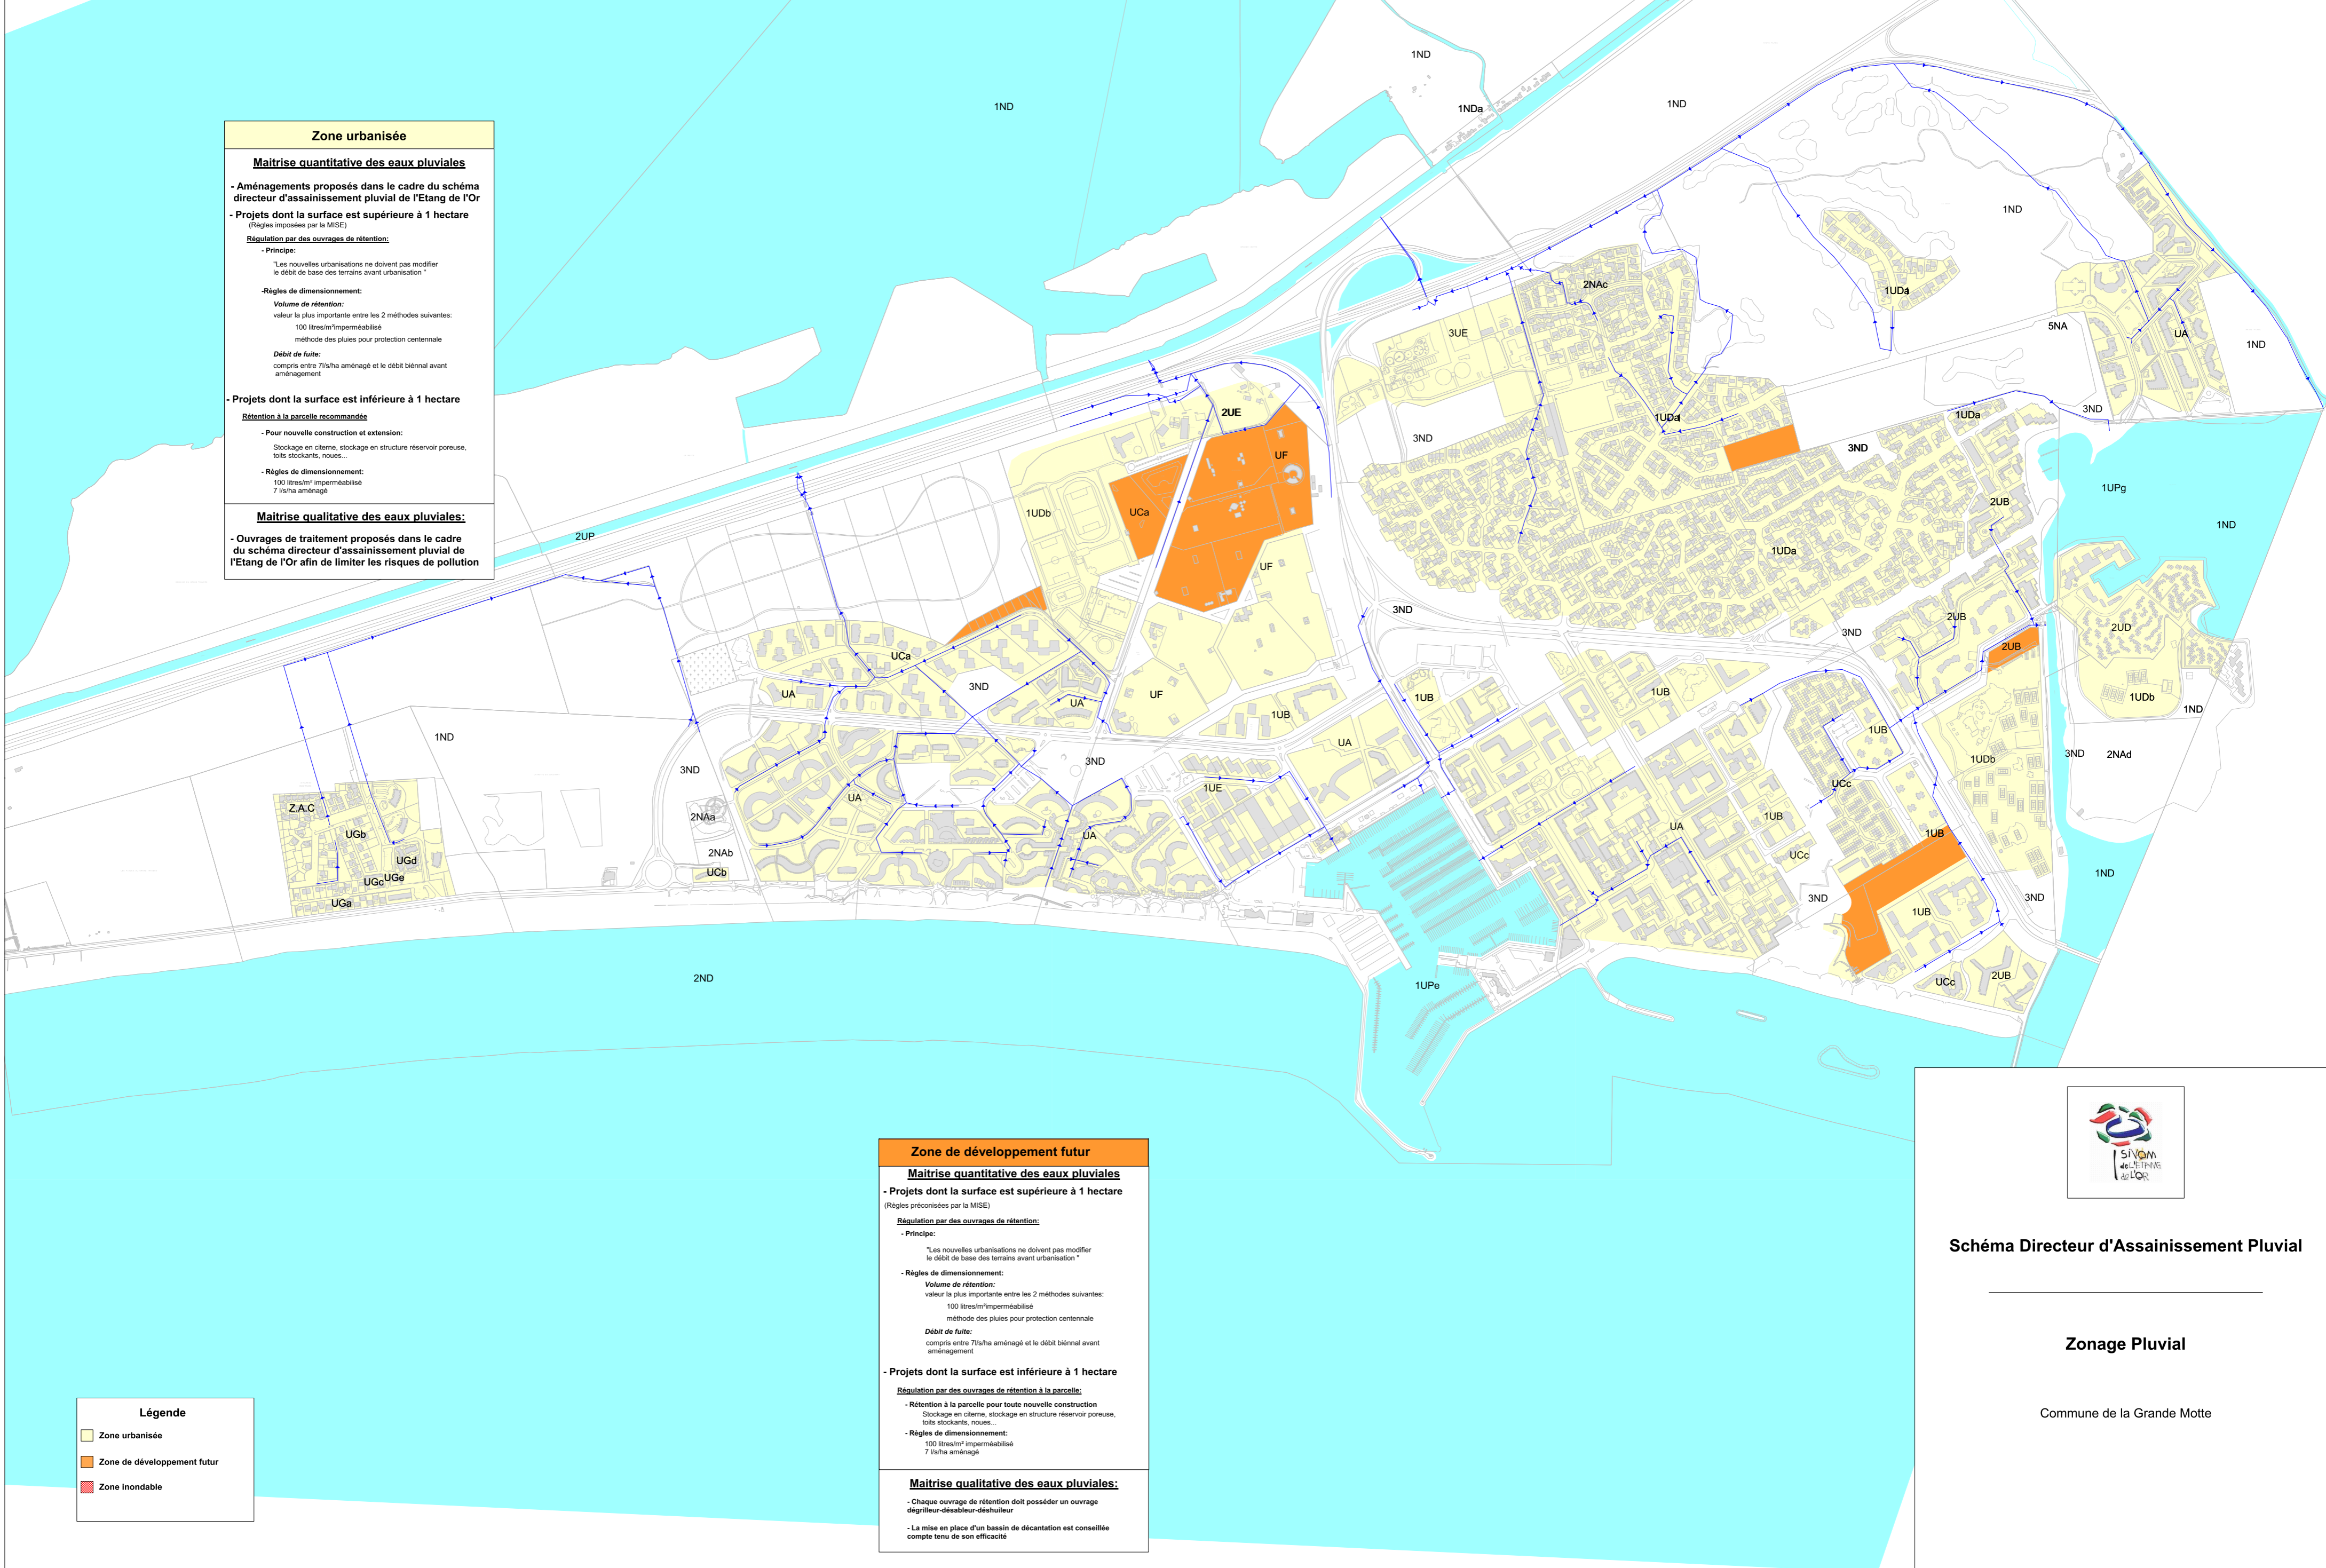 Zone urbanisée
Maitrise quantitative des eaux pluviales
- Aménagements proposés dans le cadre du schéma
directeur d'assainissement pluvial de l'Etang de l'Or
- Projets dont la surface est supérieure à 1 hectare
(Règles imposées par la MISE)
Régulation par des ouvrages de rétention:
- Principe:
"Les nouvelles urbanisations ne doivent pas modifier
le débit de base des terrains avant urbanisation "
-Règles de dimensionnement:
Volume de rétention:
valeur la plus importante entre les 2 méthodes suivantes:
100 litres/m²imperméabilisé
méthode des pluies pour protection centennale
Débit de fuite:
compris entre 7l/s/ha aménagé et le débit biénnal avant
aménagement
- Projets dont la surface est inférieure à 1 hectare
Rétention à la parcelle recommandée
- Pour nouvelle construction et extension:
Stockage en citerne, stockage en structure réservoir poreuse,
toits stockants, noues...
- Règles de dimensionnement:
100 litres/m² imperméabilisé
7 l/s/ha aménagé
Maitrise qualitative des eaux pluviales:
- Ouvrages de traitement proposés dans le cadre
du schéma directeur d'assainissement pluvial de
l'Etang de l'Or afin de limiter les risques de pollution
1ND
1ND
1NDa
1ND
1ND
2NAc
1UDa
3UE
5NA
UA
1ND
2UE
3ND
1UDa
1UDa
3ND
3ND
UF
1UPg
2UB
1ND
1UDb
UCa
2UP
UF
1UDa
3ND
3ND
2UB
2UD
2UB
UCa
3ND
UA
UA
UF
1UB
1UB
1UB
1UDb
1ND
1ND
3ND
UA
3ND
1UB
1UDb
3ND
2NAd
UA
1UE
UCc
Z.A.C
UGb
2NAa
UA
UA
1UB
1UB
UGd
2NAb
UCc
UGc
UGe
UCb
1ND
UGa
3ND
1UB
3ND
2ND
1UPe
UCc
2UB
Zone de développement futur
Maitrise quantitative des eaux pluviales
- Projets dont la surface est supérieure à 1 hectare
(Règles préconisées par la MISE)
Régulation par des ouvrages de rétention:
- Principe:
"Les nouvelles urbanisations ne doivent pas modifier
le débit de base des terrains avant urbanisation "
- Règles de dimensionnement:
Volume de rétention:
valeur la plus importante entre les 2 méthodes suivantes:
100 litres/m²imperméabilisé
méthode des pluies pour protection centennale
Débit de fuite:
compris entre 7l/s/ha aménagé et le débit biénnal avant
aménagement
- Projets dont la surface est inférieure à 1 hectare
Régulation par des ouvrages de rétention à la parcelle:
- Rétention à la parcelle pour toute nouvelle construction
Stockage en citerne, stockage en structure réservoir poreuse,
toits stockants, noues...
- Règles de dimensionnement:
100 litres/m² imperméabilisé
7 l/s/ha aménagé
Maitrise qualitative des eaux pluviales:
- Chaque ouvrage de rétention doit posséder un ouvrage
dégrilleur-désableur-déshuileur
- La mise en place d'un bassin de décantation est conseillée
compte tenu de son efficacité
Légende
Zone urbanisée
Zone de développement futur
Zone inondable
SIVOM
de L'ETANG
de L'OR
Schéma Directeur d'Assainissement Pluvial
Zonage Pluvial
Commune de la Grande Motte